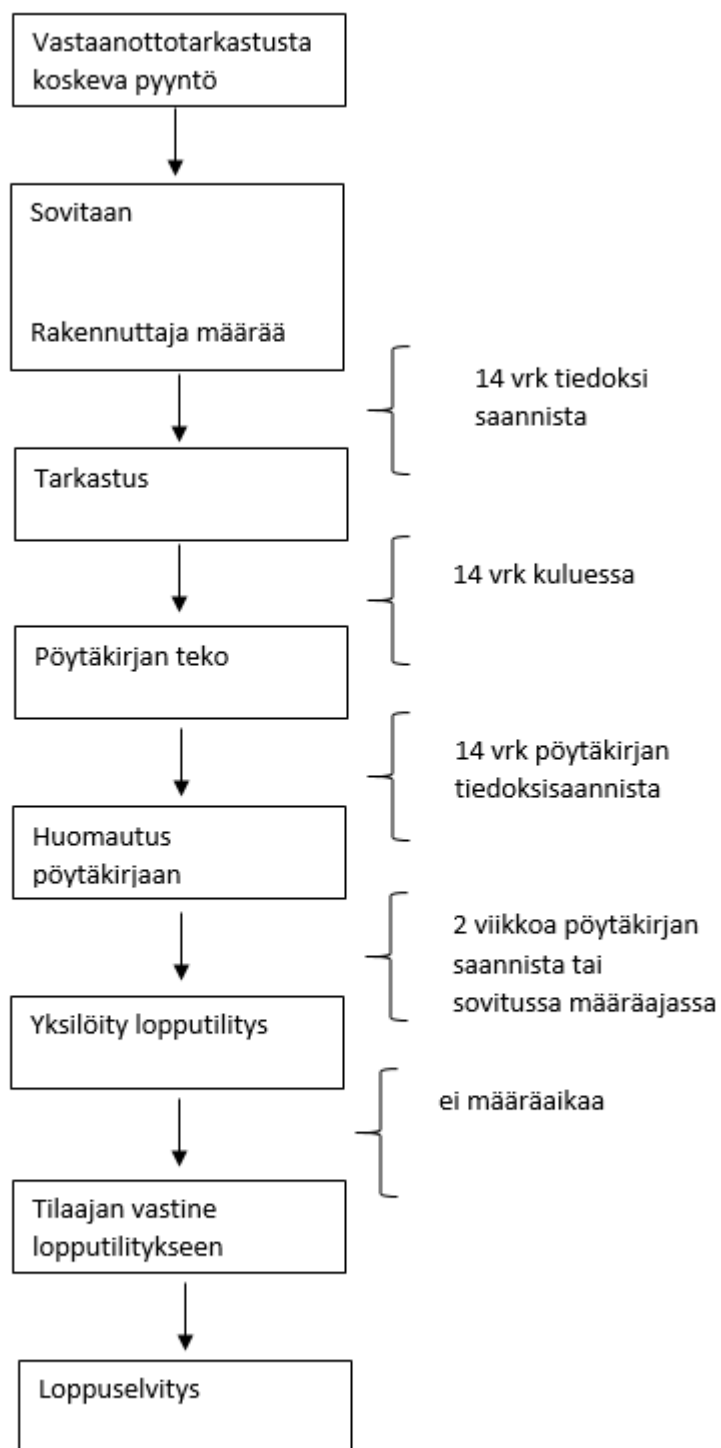 Vastaanottotarkastusta
koskeva pyyntö
Sovitaan
Rakennuttaja määrää
14 vrk tiedoksi
saannista
Tarkastus
14 vrk kuluessa
Pöytäkirjan teko
14 vrk pöytäkirjan
tiedoksisaannista
Huomautus
pöytäkirjaan
2 viikkoa pöytäkirjan
saannista tai
sovitussa määräajassa
Yksilöity lopputilitys
ei määräaikaa
Tilaajan vastine
lopputilitykseen
Loppuselvitys